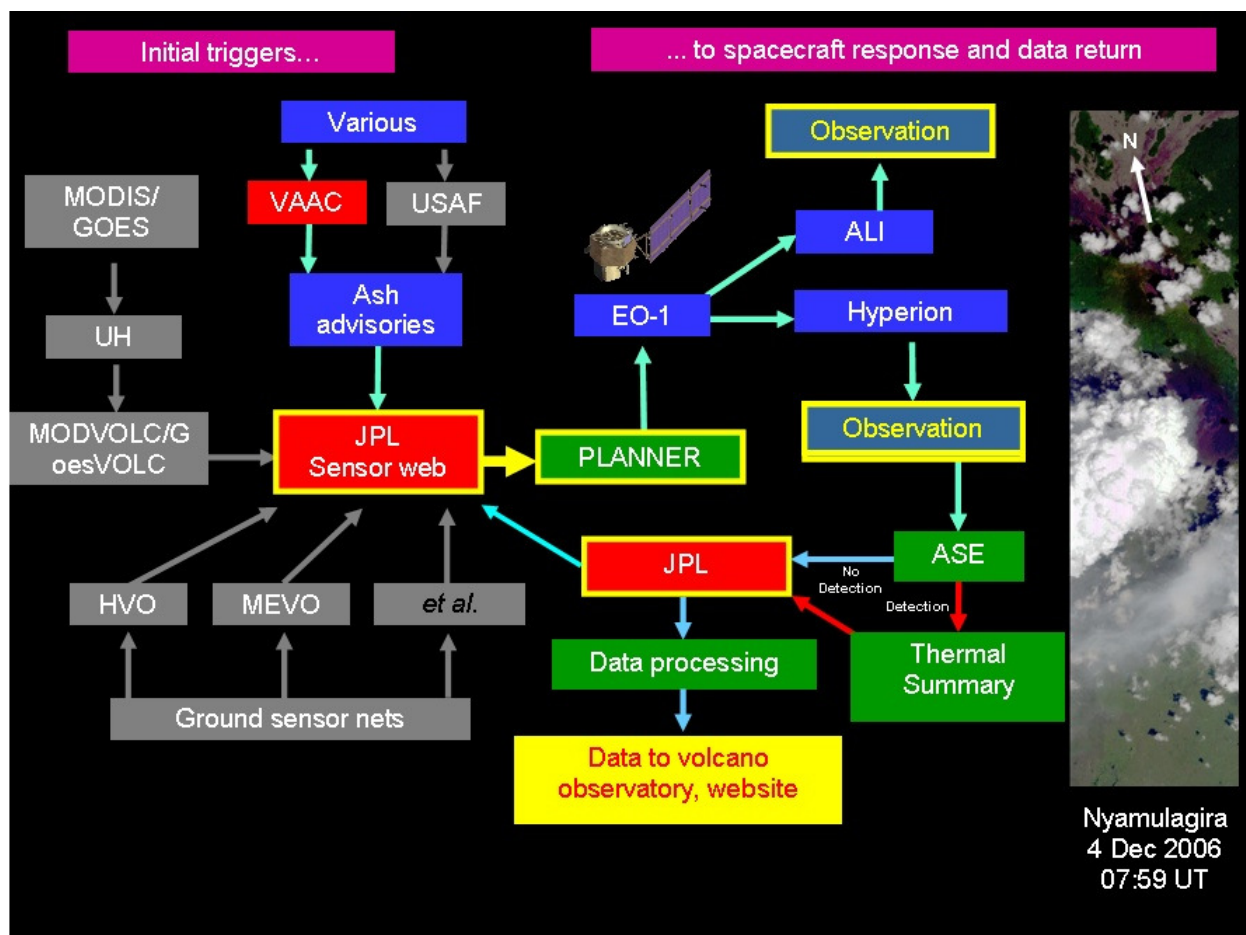 Initial triggers...
... to spacecraft response and data return
Various
VAAC
USAF
MODIS/
GOES
Ash
advisories
UH
MODVOLC/G
oesVOLC
JPL
Sensor web
HVO
MEVO
et al.
Ground sensor nets
PLANNER
EO-1
ALI
Observation
Hyperion
Observation
ASE
No
Detection
Detection
Thermal
Summary
JPL
Data processing
Data to volcano
observatory, website
N
Nyamulagira
4 Dec 2006
07:59 UT